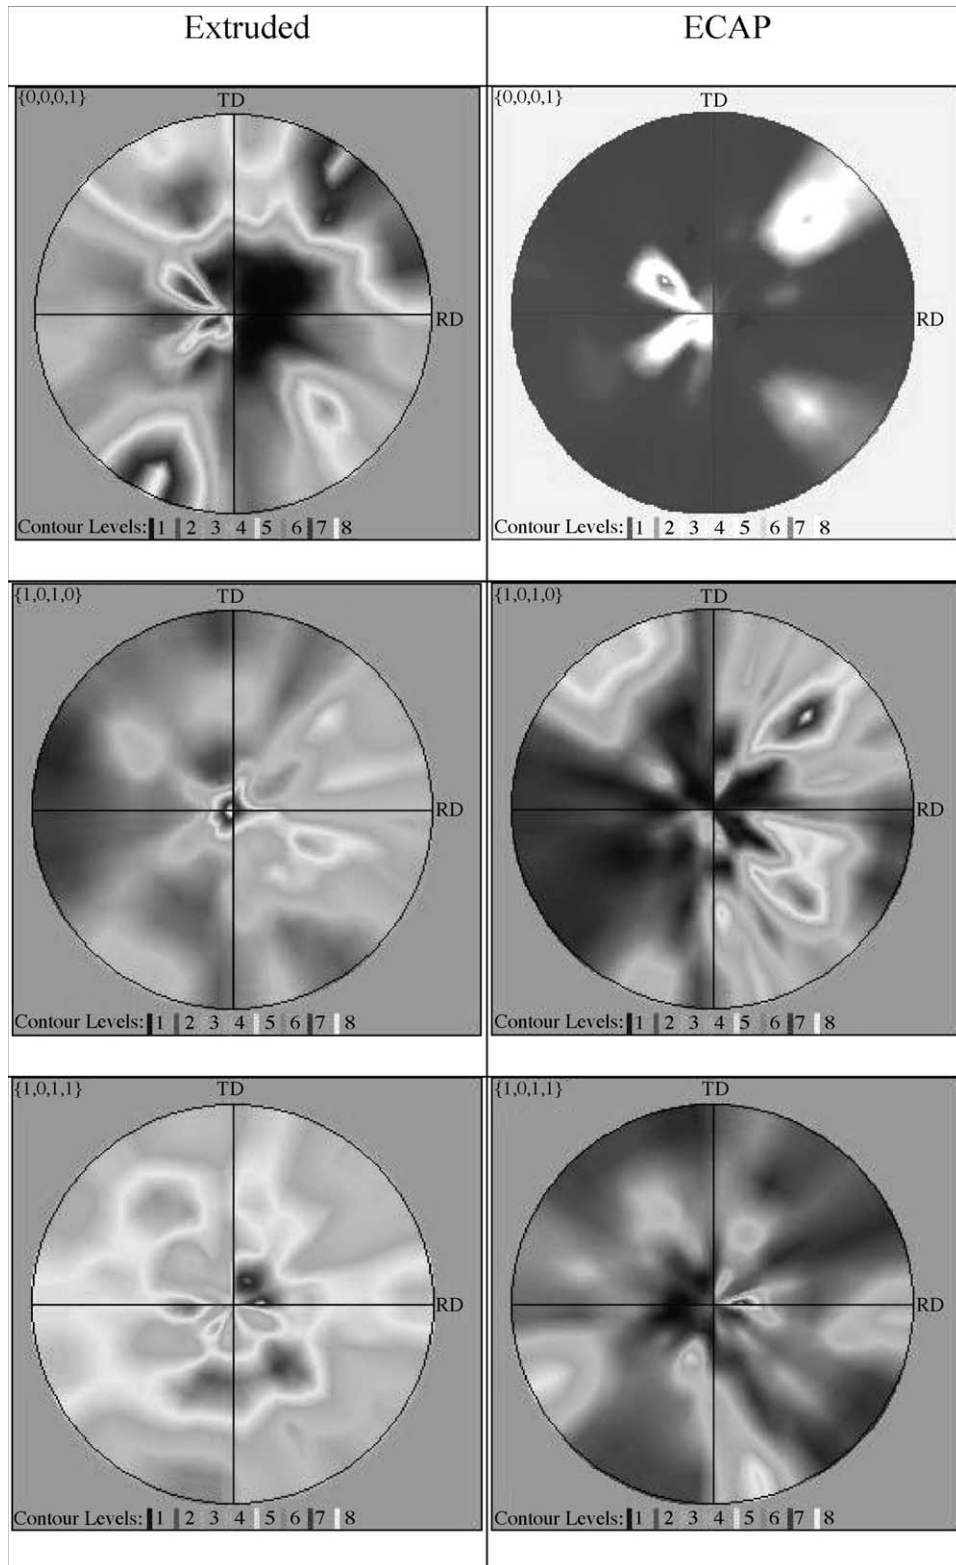 Extruded ECAP
{0,0,0,1} TD {0,0,0,1} TD
RD RD
Contour Levels: 1 2 3 4 5 6 7 8 Contour Levels: 1 2 3 4 5 6 7 8
{1,0,1,0} TD {1,0,1,0} TD
RD RD
Contour Levels: 1 2 3 4 5 6 7 8 Contour Levels: 1 2 3 4 5 6 7 8
{1,0,1,1} TD {1,0,1,1} TD
RD RD
Contour Levels: 1 2 3 4 5 6 7 8 Contour Levels: 1 2 3 4 5 6 7 8